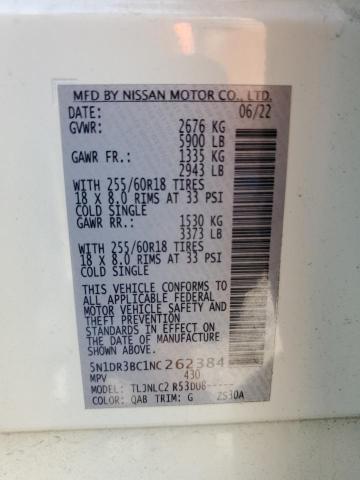 MFD BY NISSAN MOTOR CO., LTD.
DATE: 06/22
GVWR: 2676 KG
5900 LB
GAWR FR.: 1335 KG
2943 LB
WITH 255/60R18 TIRES
18 X 8.0 RIMS AT 33 PSI
COLD SINGLE
GAWR RR.: 1530 KG
3373 LB
WITH 255/60R18 TIRES
18 X 8.0 RIMS AT 33 PSI
COLD SINGLE
THIS VEHICLE CONFORMS TO
ALL APPLICABLE FEDERAL
MOTOR VEHICLE SAFETY AND
THEFT PREVENTION
STANDARDS IN EFFECT ON
THE DATE OF MANUFACTURE
SHOWN ABOVE.
5N1DR3BC1NC262384
MPV 430
MODEL: TLJNLC2 R53DUB-----
COLOR: QAB TRIM: G ZS30A